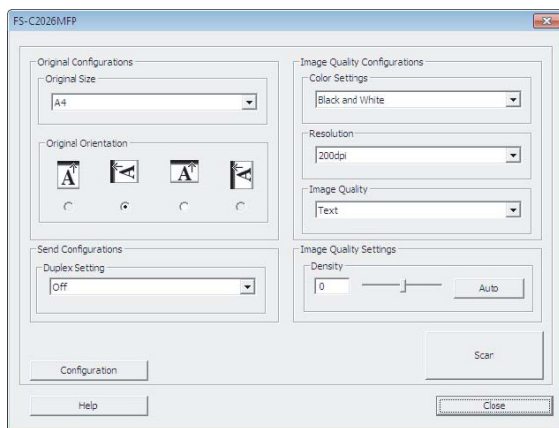 FS-C2026MFP
Original Configurations
Original Size
A4
Original Orientation
A A A A
Send Configurations
Duplex Setting
Off
Configuration
Help
Image Quality Configurations
Color Settings
Black and White
Resolution
200dpi
Image Quality
Text
Image Quality Settings
Density
0
Auto
Scan
Close